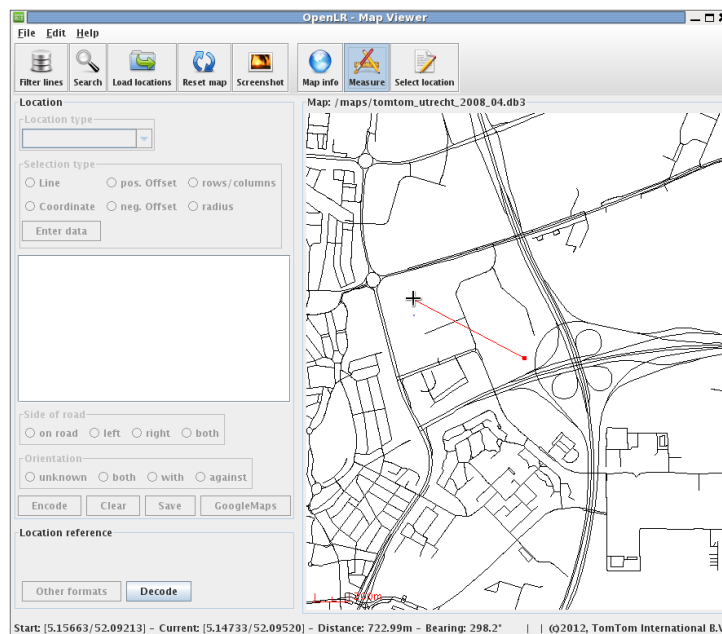 OpenLR - Map Viewer
File Edit Help
Filter lines Search Load locations Reset map Screenshot Map info Measure Select location
Location
Location type
Selection type
Line pos. Offset rows/columns
Coordinate neg. Offset radius
Enter data
Side of road
on road left right both
Orientation
unknown both with against
Encode Clear Save GoogleMaps
Location reference
Other formats Decode
Map: /maps/tomtom_utrecht_2008_04.db3
Start: [5.15663/52.09213] - Current: [5.14733/52.09520] - Distance: 722.99m - Bearing: 298.2° | | (c)2012, TomTom International B.